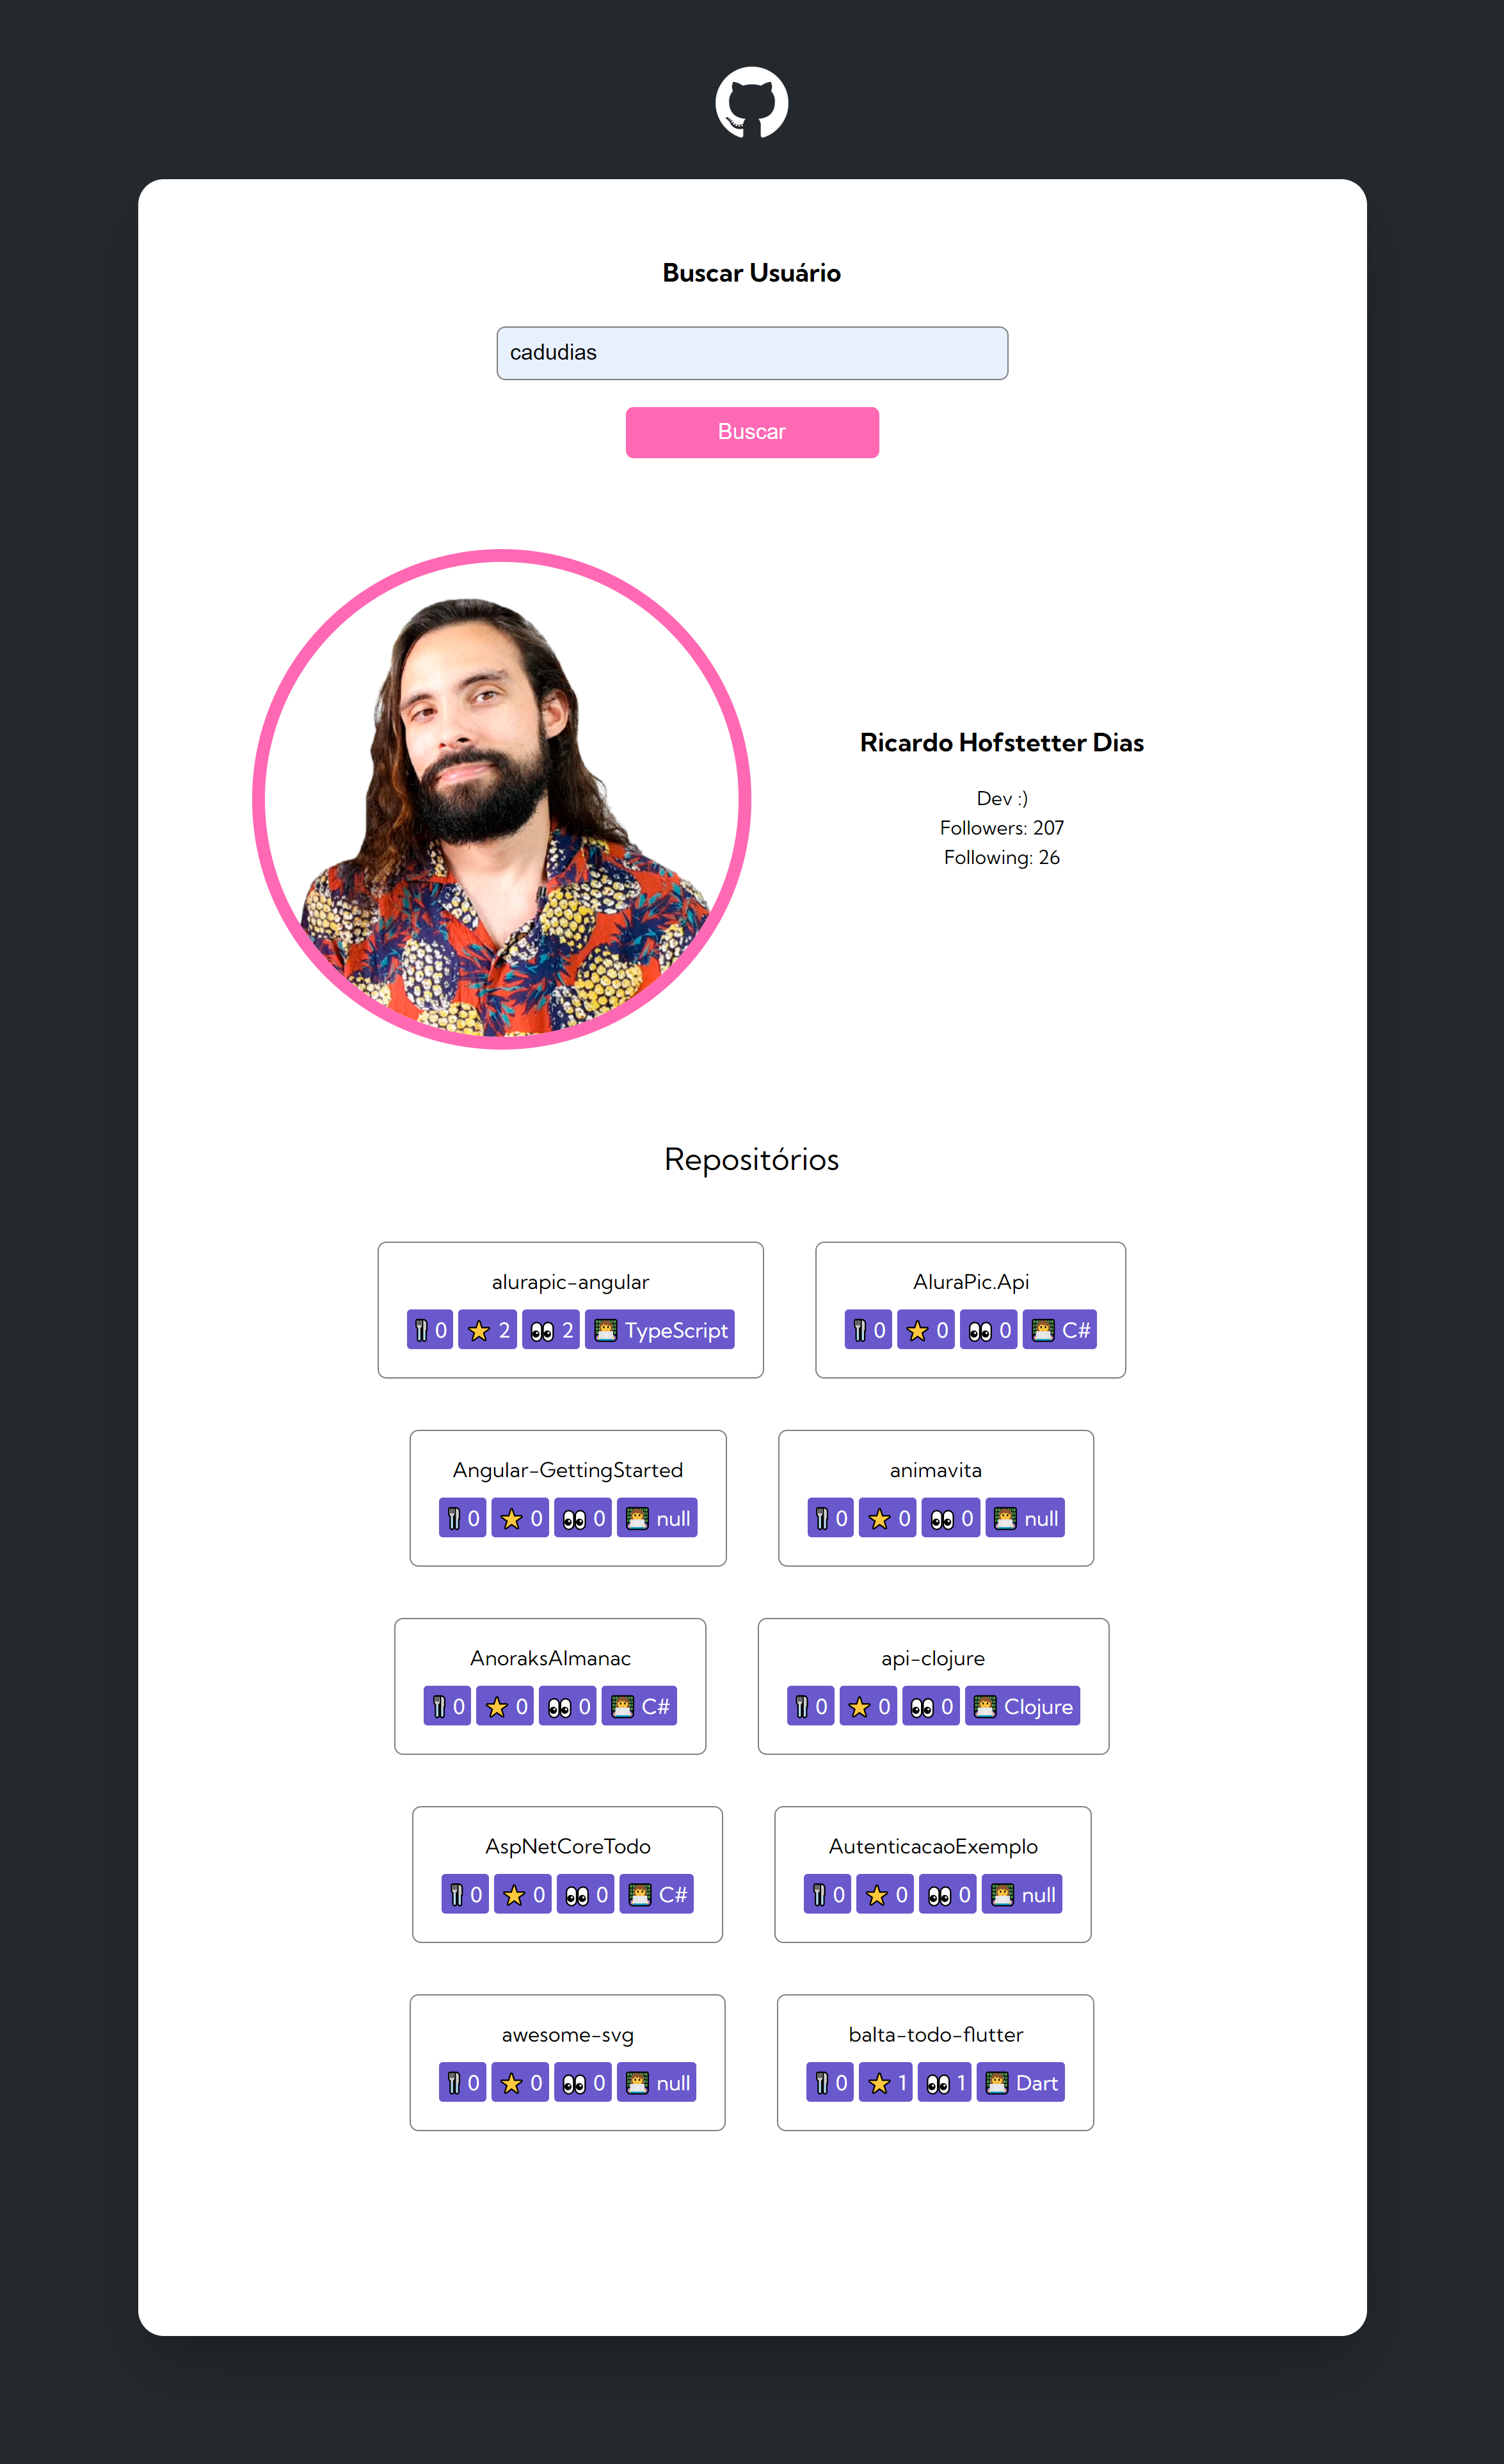 Buscar Usuário
cadudias
Buscar
Ricardo Hofstetter Dias
Dev :)
Followers: 207
Following: 26
Repositórios
alurapic-angular
🍴 0 ⭐ 2 👀 2 👨‍💻 TypeScript
AluraPic.Api
🍴 0 ⭐ 0 👀 0 👨‍💻 C#
Angular-GettingStarted
🍴 0 ⭐ 0 👀 0 👨‍💻 null
animavita
🍴 0 ⭐ 0 👀 0 👨‍💻 null
AnoraksAlmanac
🍴 0 ⭐ 0 👀 0 👨‍💻 C#
api-clojure
🍴 0 ⭐ 0 👀 0 👨‍💻 Clojure
AspNetCoreTodo
🍴 0 ⭐ 0 👀 0 👨‍💻 C#
AutenticacaoExemplo
🍴 0 ⭐ 0 👀 0 👨‍💻 null
awesome-svg
🍴 0 ⭐ 0 👀 0 👨‍💻 null
balta-todo-flutter
🍴 0 ⭐ 1 👀 1 👨‍💻 Dart